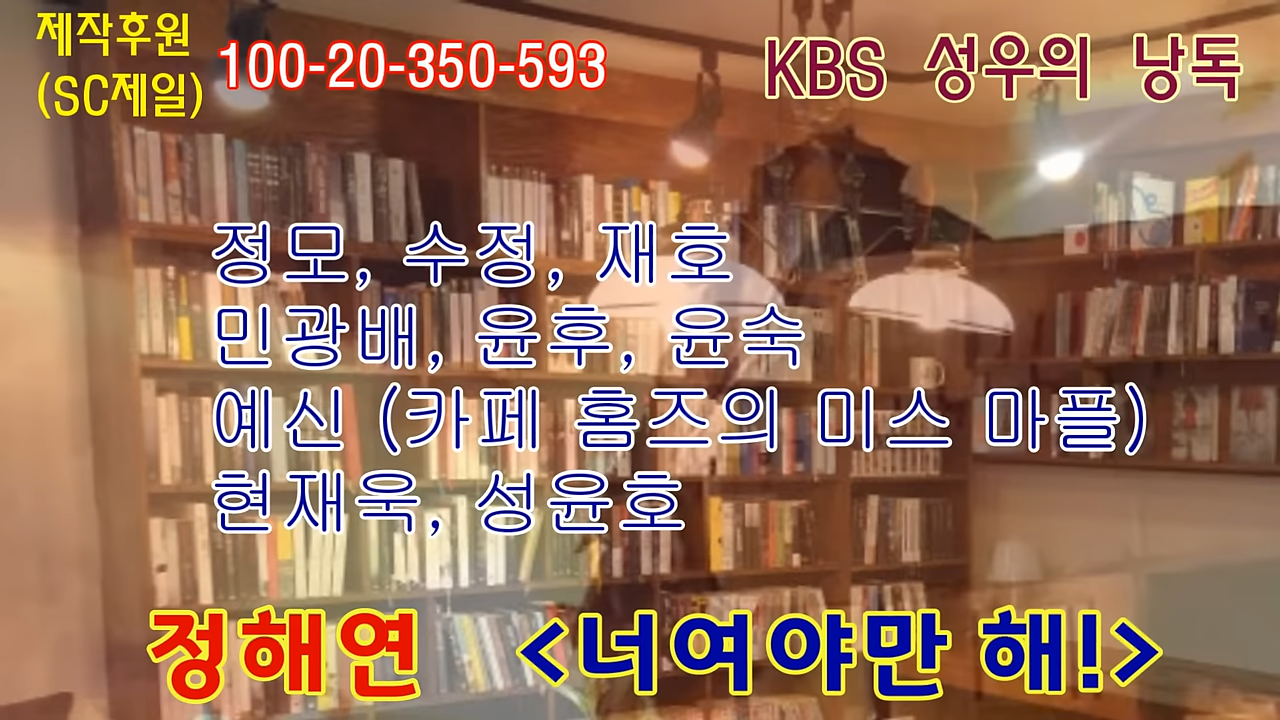 제작후원
(SC제일)
100-20-350-593
KBS 성우의 낭독
정모, 수정, 재호
민광배, 윤후, 윤숙
예신 (카페 홈즈의 미스 마플)
현재욱, 성윤호
정해연 <너여야만 해!>